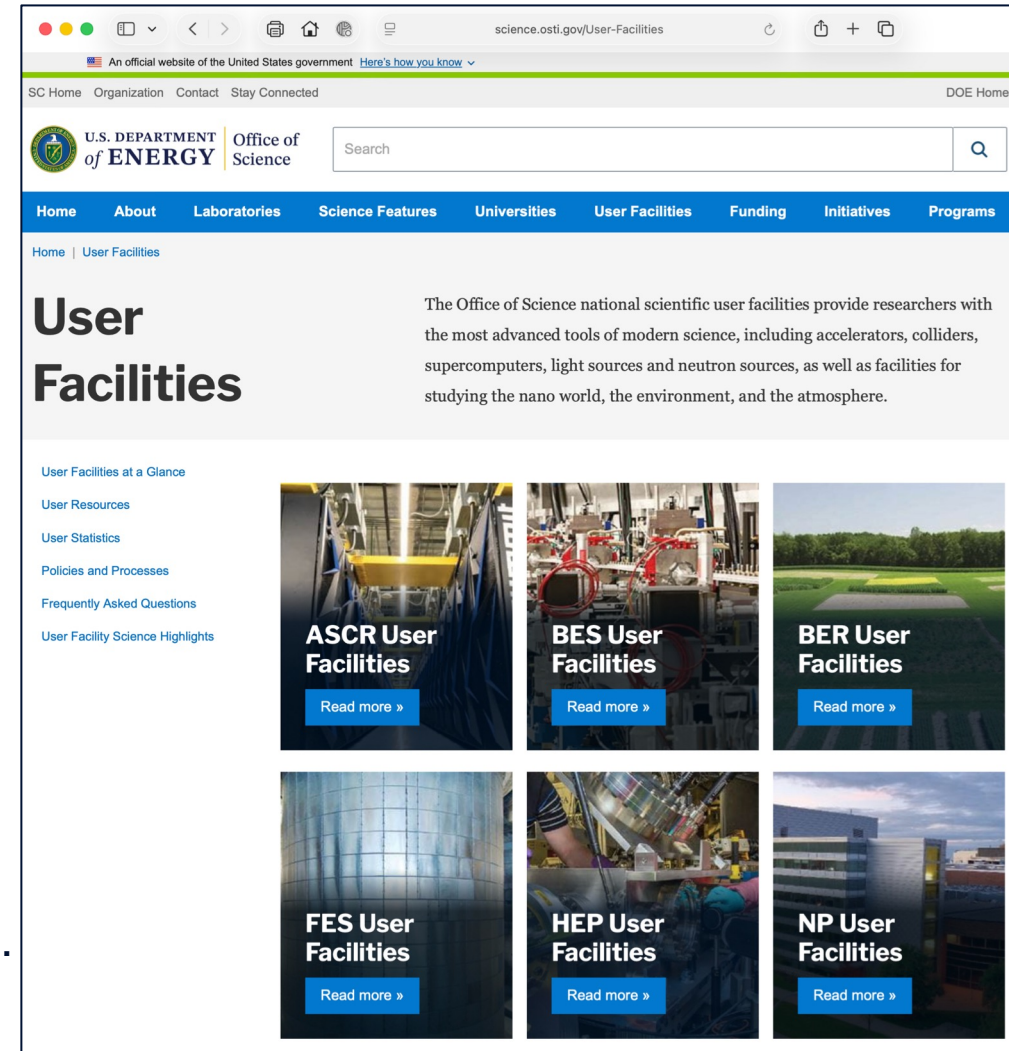 science.osti.gov/User-Facilities
An official website of the United States government Here's how you know
SC Home Organization Contact Stay Connected DOE Home
U.S. DEPARTMENT of ENERGY Office of Science
Search
Home About Laboratories Science Features Universities User Facilities Funding Initiatives Programs
Home | User Facilities
User
Facilities
The Office of Science national scientific user facilities provide researchers with
the most advanced tools of modern science, including accelerators, colliders,
supercomputers, light sources and neutron sources, as well as facilities for
studying the nano world, the environment, and the atmosphere.
User Facilities at a Glance
User Resources
User Statistics
Policies and Processes
Frequently Asked Questions
User Facility Science Highlights
ASCR User
Facilities
Read more »
BES User
Facilities
Read more »
BER User
Facilities
Read more »
FES User
Facilities
Read more »
HEP User
Facilities
Read more »
NP User
Facilities
Read more »
.